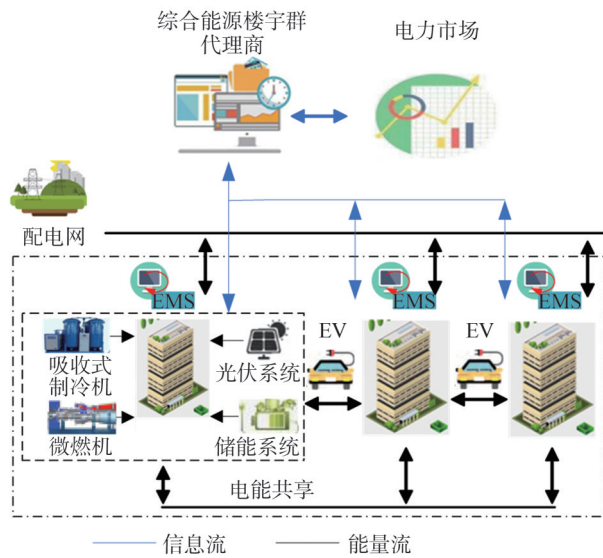 综合能源楼宇群
代理商
电力市场
配电网
EMS
EMS
EMS
吸收式
制冷机
光伏系统
EV
EV
微燃机
储能系统
电能共享
信息流
能量流